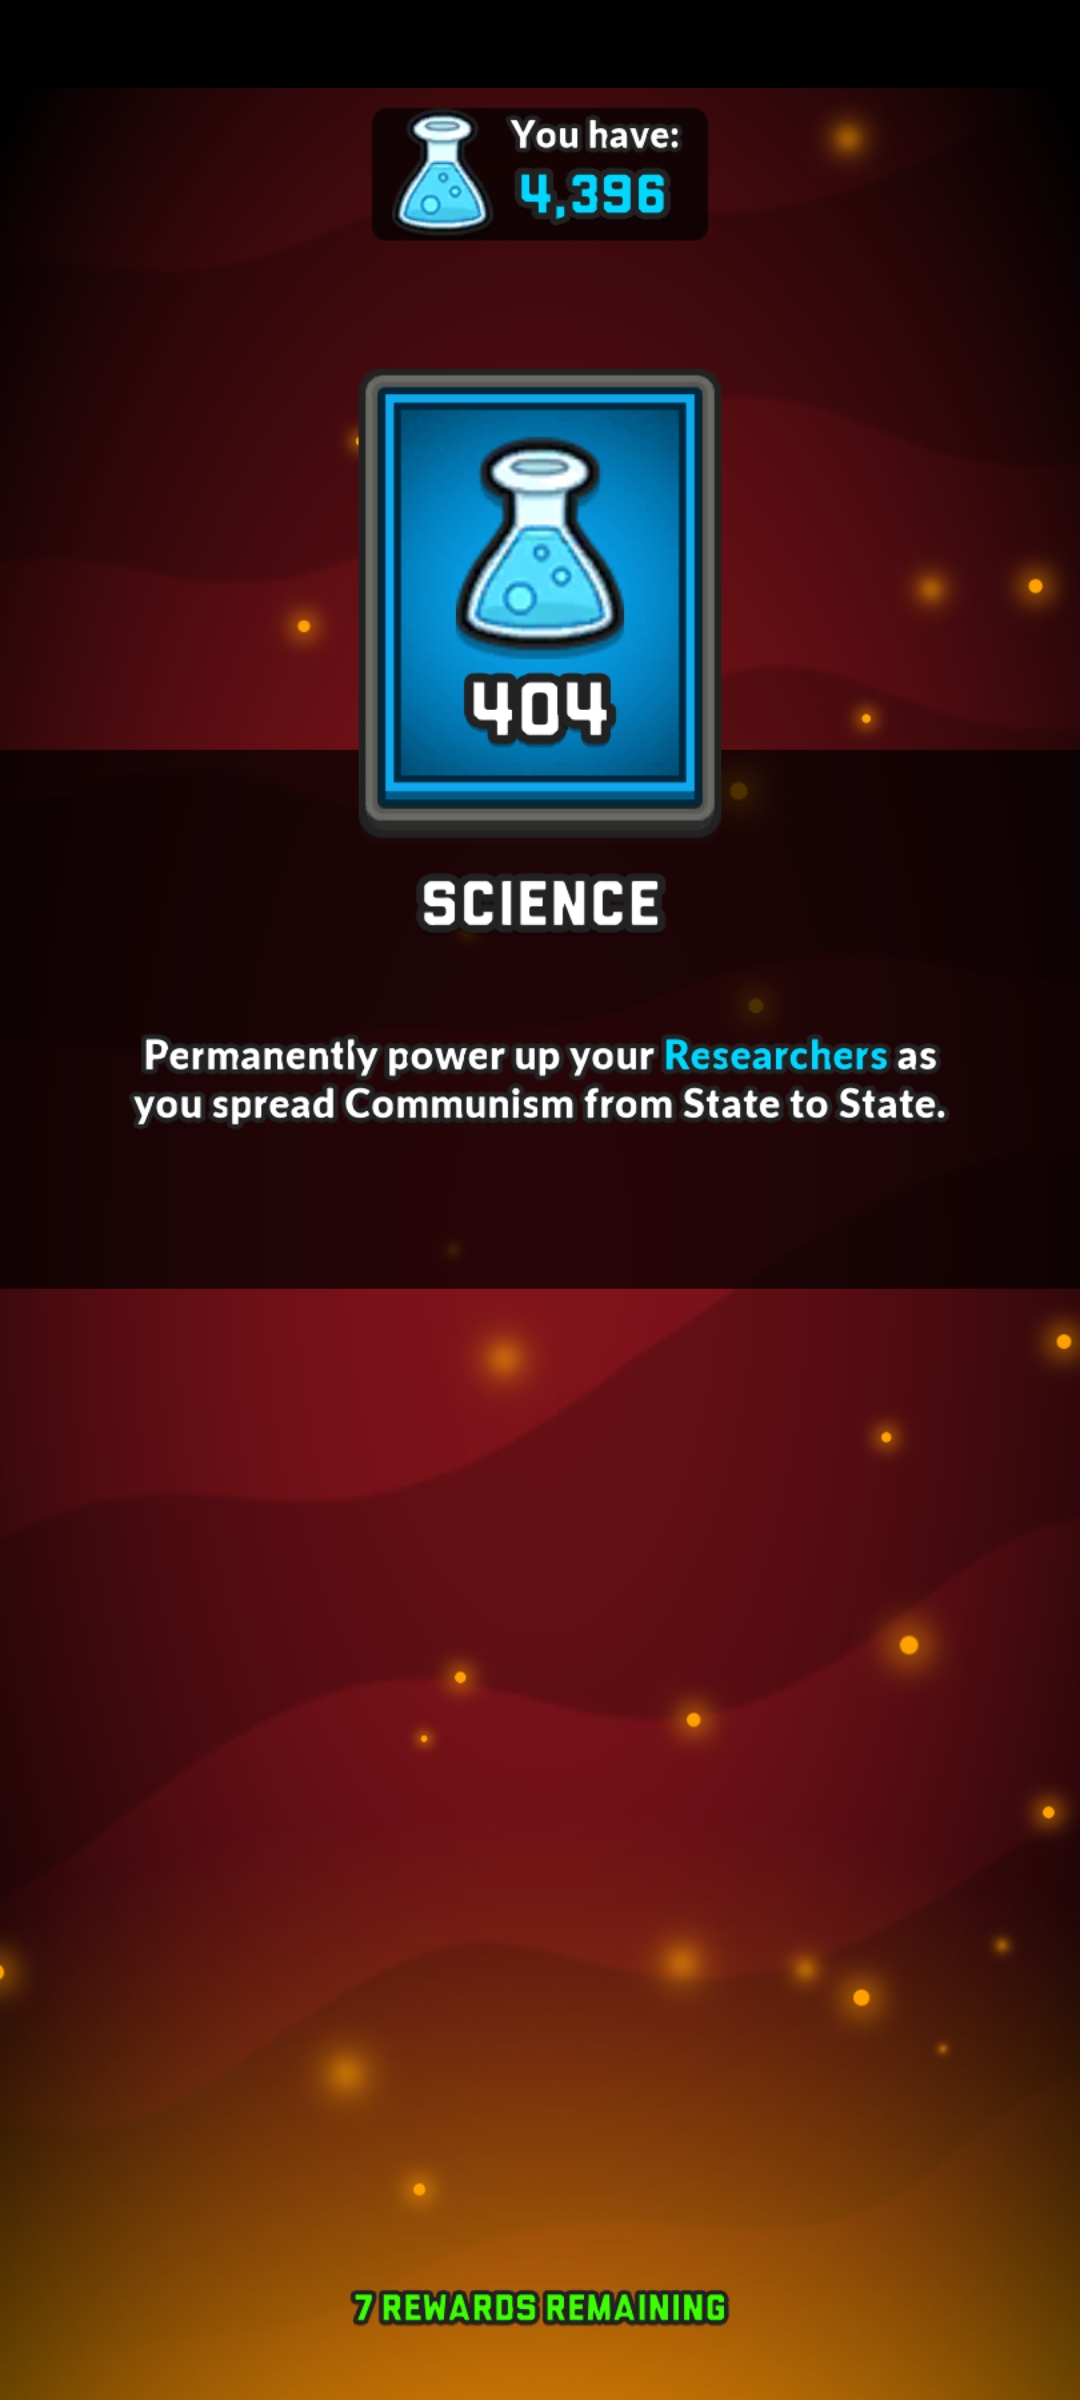 You have:
4,396
404
SCIENCE
Permanently power up your Researchers as
you spread Communism from State to State.
7 REWARDS REMAINING